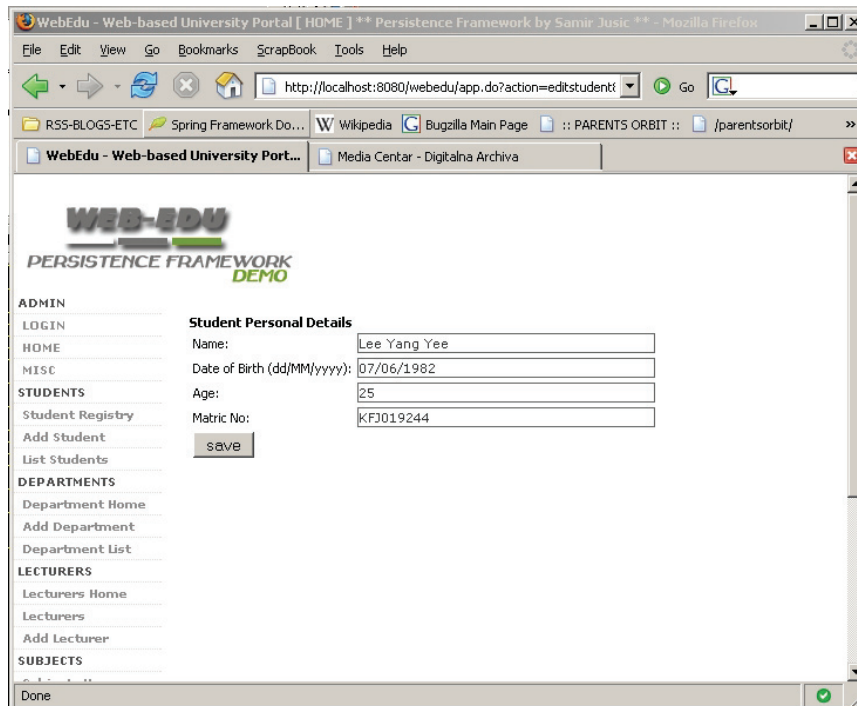 WebEdu - Web-based University Portal [ HOME ] ** Persistence Framework by Samir Jusic ** - Mozilla Firefox
File Edit View Go Bookmarks ScrapBook Tools Help
http://localhost:8080/webedu/app.do?action=editstudent Go G
RSS-BLOGS-ETC Spring Framework Do... W Wikipedia G Bugzilla Main Page :: PARENTS ORBIT :: /parentsorbit/ »
WebEdu - Web-based University Port... Media Centar - Digitalna Archiva
WEB-EDU
PERSISTENCE FRAMEWORK
DEMO
ADMIN
LOGIN
HOME
MISC
STUDENTS
Student Registry
Add Student
List Students
DEPARTMENTS
Department Home
Add Department
Department List
LECTURERS
Lecturers Home
Lecturers
Add Lecturer
SUBJECTS
Student Personal Details
Name: Lee Yang Yee
Date of Birth (dd/MM/yyyy): 07/06/1982
Age: 25
Matric No: KFJ019244
save
Done